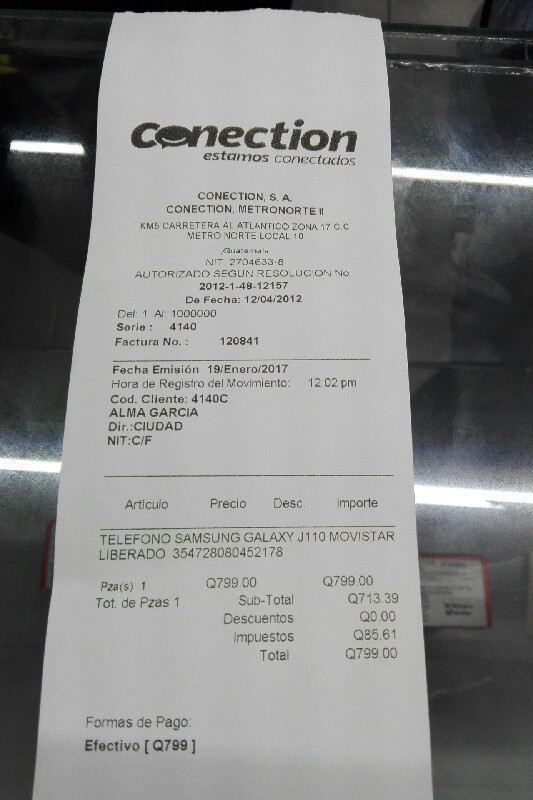 Conection
estamos conectados
CONECTION, S. A.
CONECTION, METRONORTE II
KM5 CARRETERA AL ATLANTICO ZONA 17 C.C
METRO NORTE LOCAL 10
,Guatemala
NIT: 2704633-8
AUTORIZADO SEGUN RESOLUCION No.
2012-1-48-12157
De Fecha: 12/04/2012
Del: 1 Al: 1000000
Serie : 4140
Factura No. : 120841
Fecha Emisión 19/Enero/2017
Hora de Registro del Movimiento: 12:02 pm
Cod. Cliente: 4140C
ALMA GARCIA
Dir.:CIUDAD
NIT:C/F
Artículo Precio Desc. Importe
TELEFONO SAMSUNG GALAXY J110 MOVISTAR
LIBERADO 354728080452178
Pza(s) 1 Q799.00 Q799.00
Tot. de Pzas 1 Sub-Total Q713.39
Descuentos Q0.00
Impuestos Q85.61
Total Q799.00
Formas de Pago:
Efectivo [ Q799 ]